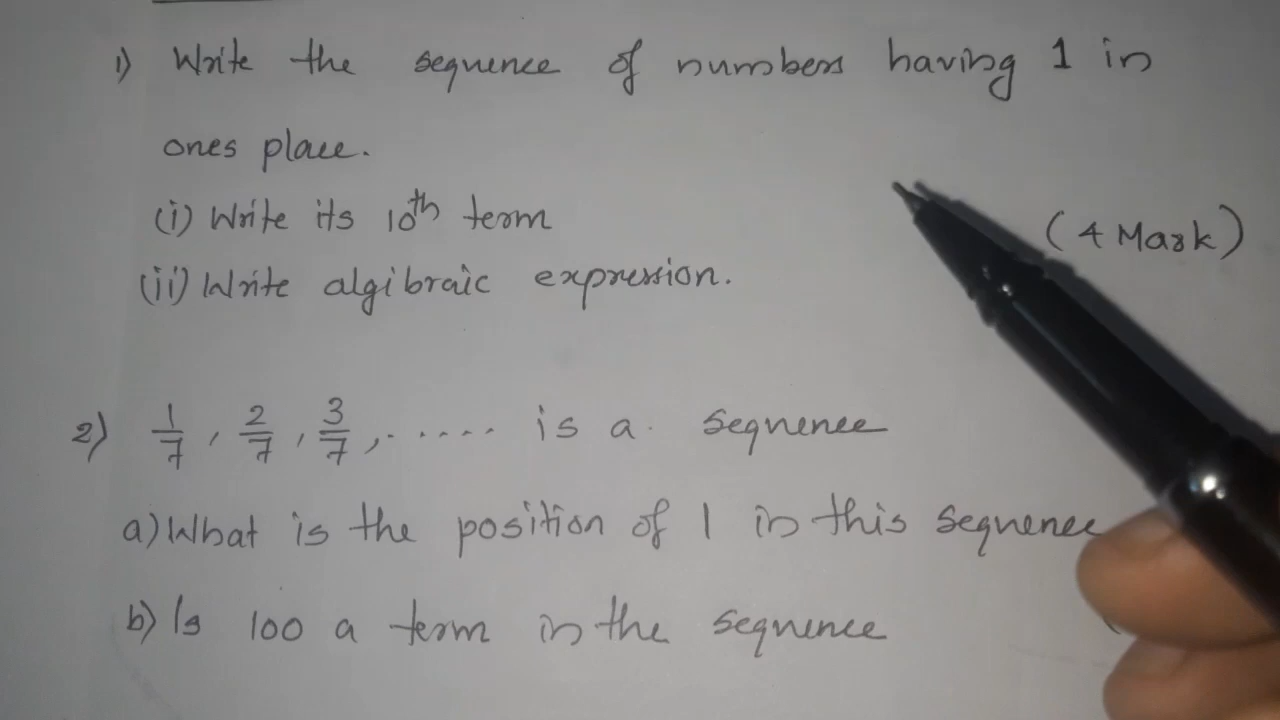 1) Write the sequence of numbers having 1 in
ones place.
(i) Write its 10th term
(4 Mark)
(ii) Write algibraic expression.
2) 1/7, 2/7, 3/7, ..... is a sequence
a) What is the position of 1 in this sequence
b) Is 100 a term in the sequence